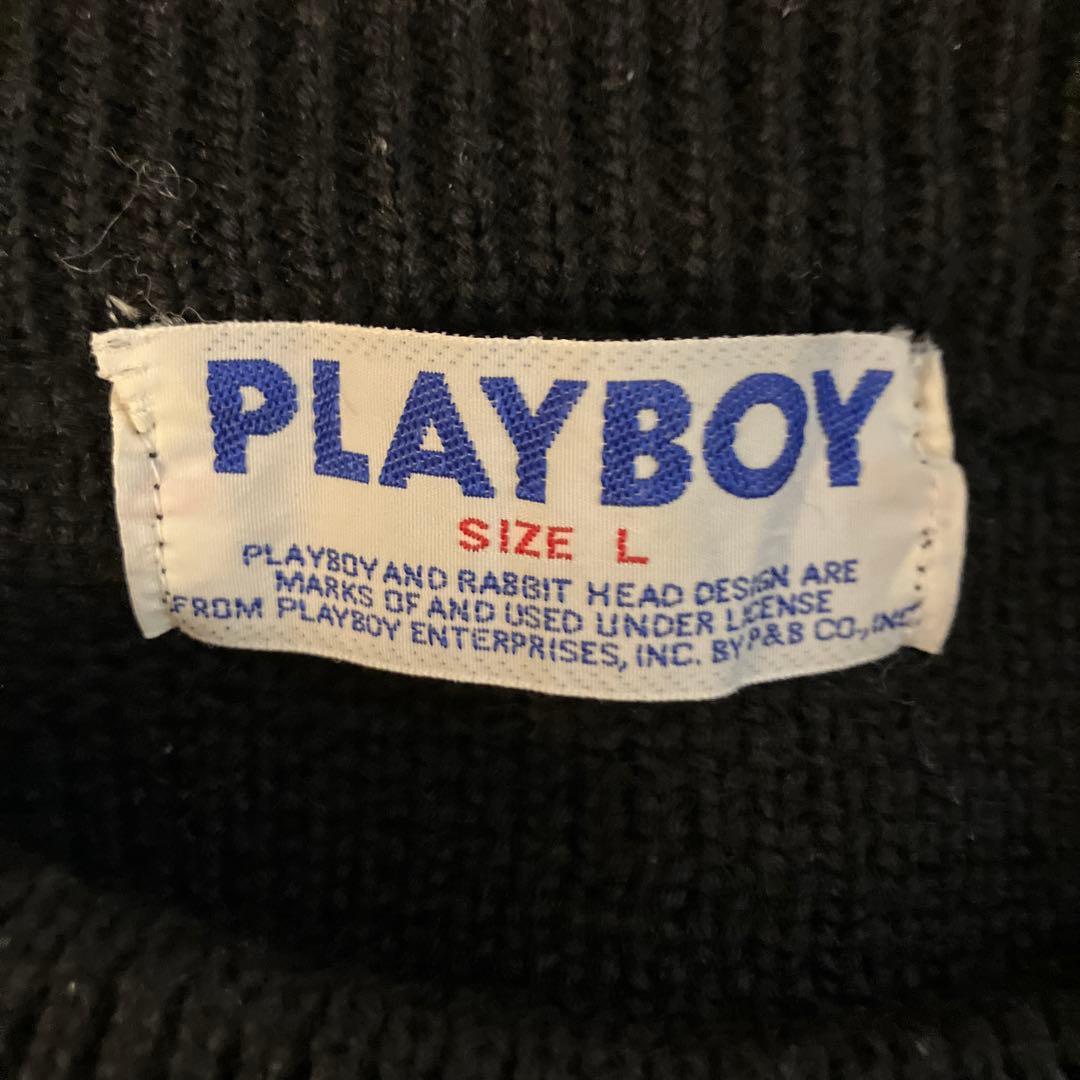 PLAYBOY
SIZE L
PLAYBOY AND RABBIT HEAD DESIGN ARE
MARKS OF AND USED UNDER LICENSE
FROM PLAYBOY ENTERPRISES, INC. BY P&B CO., INC.